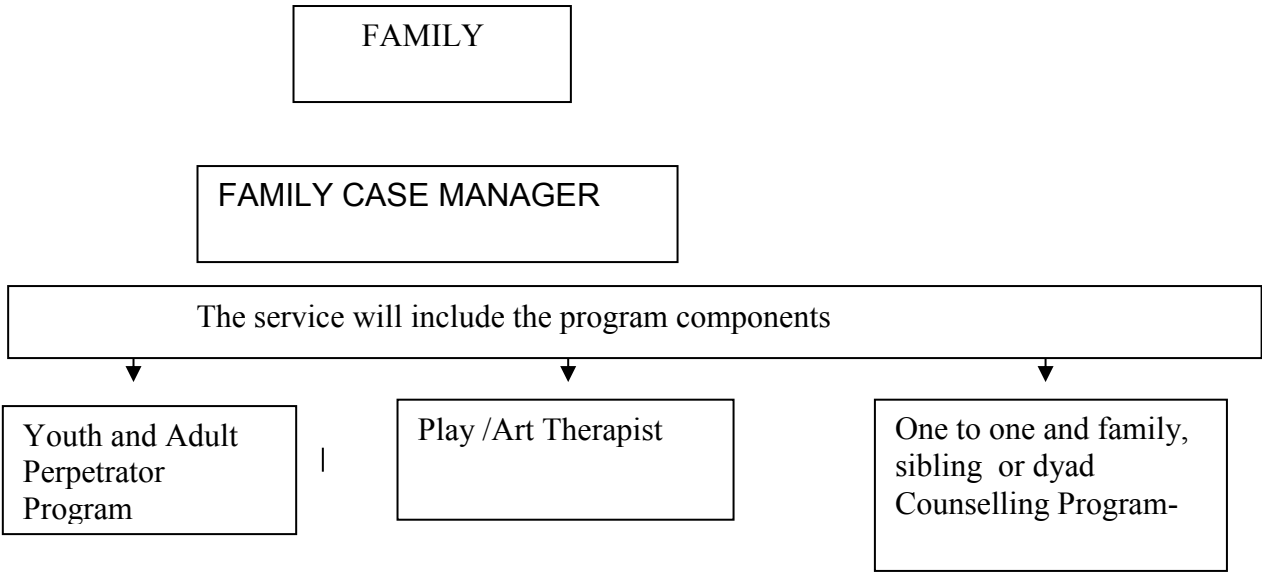 FAMILY
FAMILY CASE MANAGER
The service will include the program components
Youth and Adult
Perpetrator
Program
|
Play /Art Therapist
One to one and family,
sibling or dyad
Counselling Program-